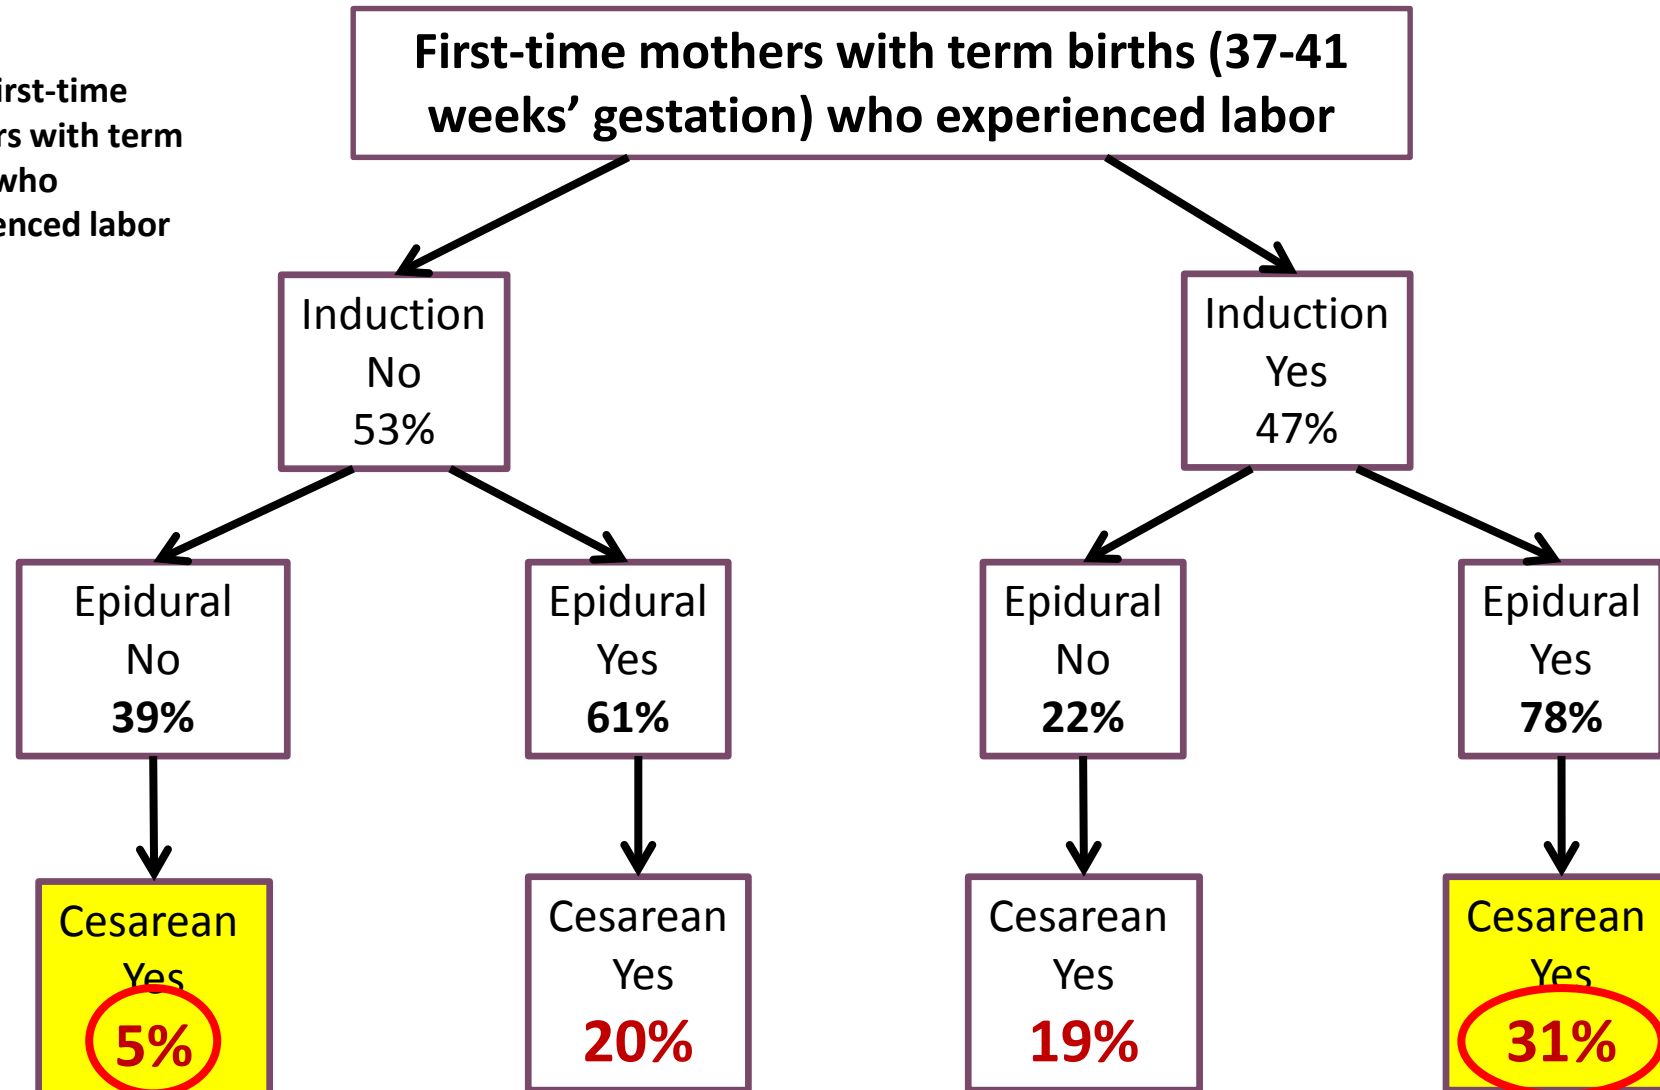 First-time mothers with term births (37-41
weeks’ gestation) who experienced labor
irst-time
rs with term
who
enced labor
Induction
No
53%
Induction
Yes
47%
Epidural
No
39%
Epidural
Yes
61%
Epidural
No
22%
Epidural
Yes
78%
Cesarean
Yes
5%
Cesarean
Yes
20%
Cesarean
Yes
19%
Cesarean
Yes
31%